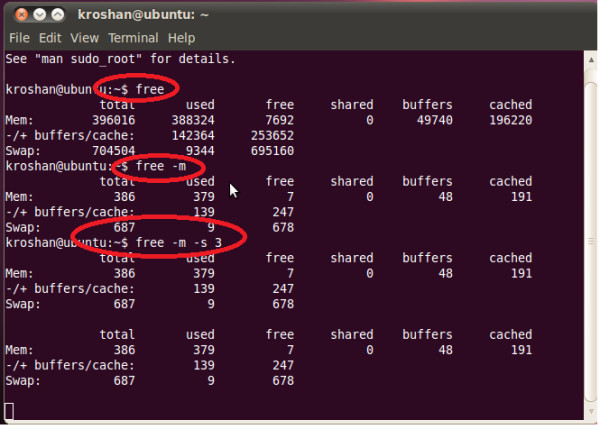 kroshan@ubuntu: ~
File Edit View Terminal Help
See "man sudo_root" for details.
kroshan@ubuntu:~$ free
total used free shared buffers cached
Mem: 396016 388324 7692 0 49740 196220
-/+ buffers/cache: 142364 253652
Swap: 704504 9344 695160
kroshan@ubuntu:~$ free -m
total used free shared buffers cached
Mem: 386 379 7 0 48 191
-/+ buffers/cache: 139 247
Swap: 687 9 678
kroshan@ubuntu:~$ free -m -s 3
total used free shared buffers cached
Mem: 386 379 7 0 48 191
-/+ buffers/cache: 139 247
Swap: 687 9 678
total used free shared buffers cached
Mem: 386 379 7 0 48 191
-/+ buffers/cache: 139 247
Swap: 687 9 678